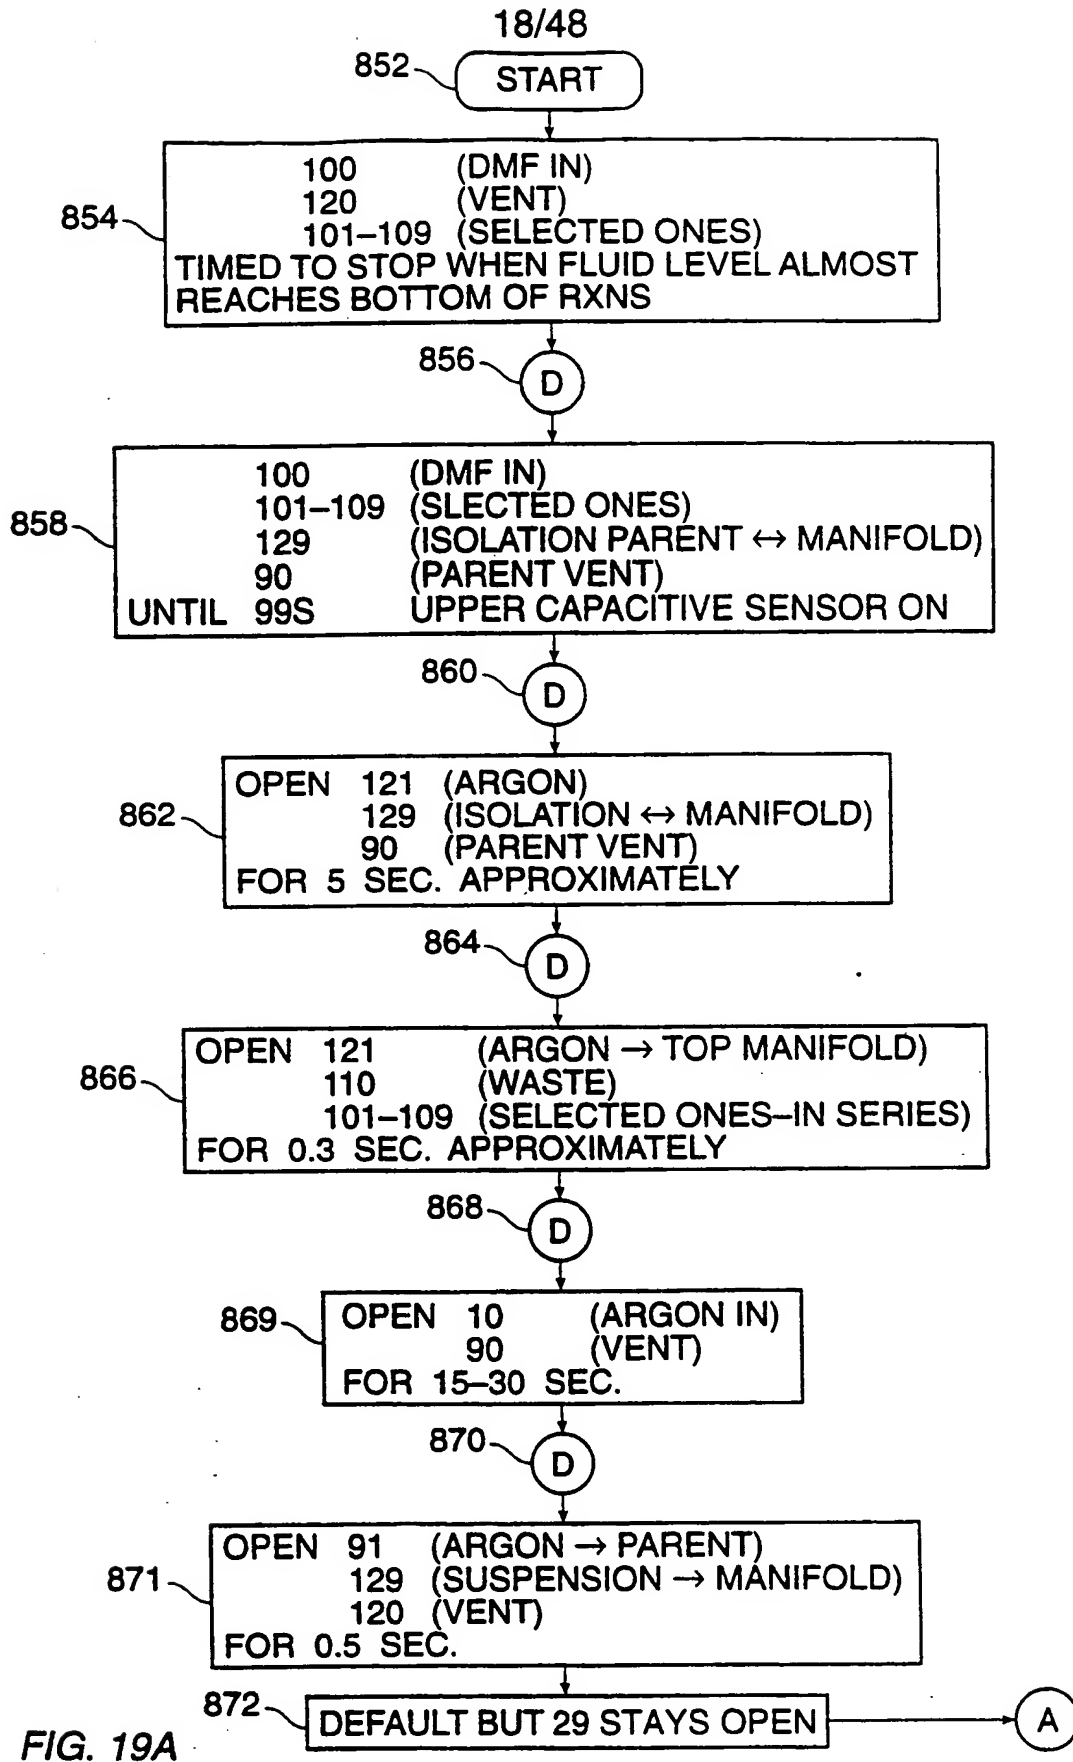 18/48
852 START
100 (DMF IN)
120 (VENT)
854 101–109 (SELECTED ONES)
TIMED TO STOP WHEN FLUID LEVEL ALMOST
REACHES BOTTOM OF RXNS
856 D
100 (DMF IN)
858 101–109 (SLECTED ONES)
129 (ISOLATION PARENT ↔ MANIFOLD)
90 (PARENT VENT)
UNTIL 99S UPPER CAPACITIVE SENSOR ON
860 D
OPEN 121 (ARGON)
862 129 (ISOLATION ↔ MANIFOLD)
90 (PARENT VENT)
FOR 5 SEC. APPROXIMATELY
864 D
OPEN 121 (ARGON → TOP MANIFOLD)
866 110 (WASTE)
101–109 (SELECTED ONES–IN SERIES)
FOR 0.3 SEC. APPROXIMATELY
868 D
869 OPEN 10 (ARGON IN)
90 (VENT)
FOR 15–30 SEC.
870 D
OPEN 91 (ARGON → PARENT)
871 129 (SUSPENSION → MANIFOLD)
120 (VENT)
FOR 0.5 SEC.
872 DEFAULT BUT 29 STAYS OPEN A
FIG. 19A